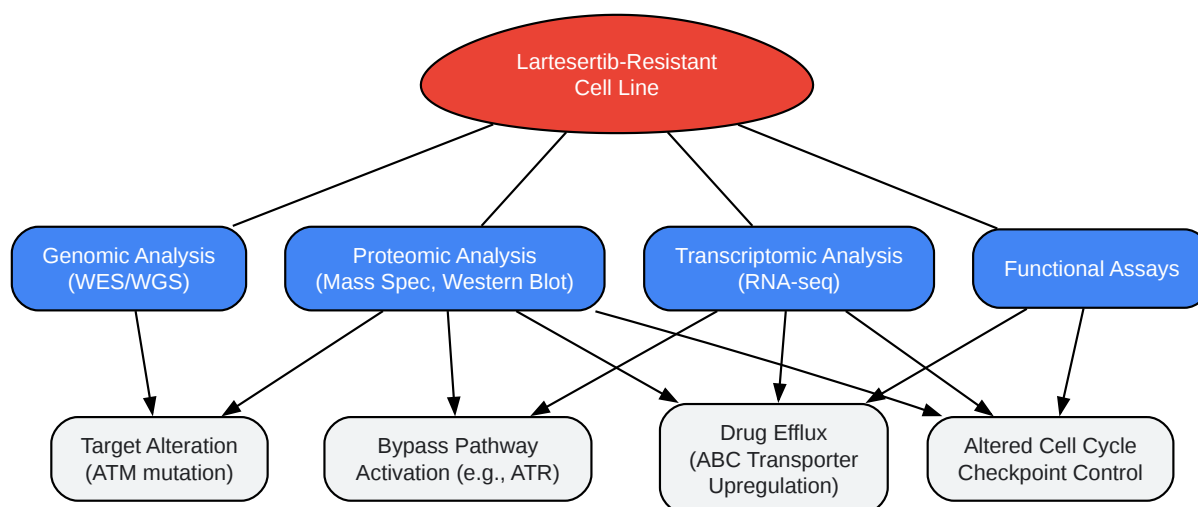 Lartesertib-Resistant
Cell Line
Genomic Analysis
(WES/WGS)
Proteomic Analysis
(Mass Spec, Western Blot)
Transcriptomic Analysis
(RNA-seq)
Functional Assays
Target Alteration
(ATM mutation)
Bypass Pathway
Activation (e.g., ATR)
Drug Efflux
(ABC Transporter
Upregulation)
Altered Cell Cycle
Checkpoint Control